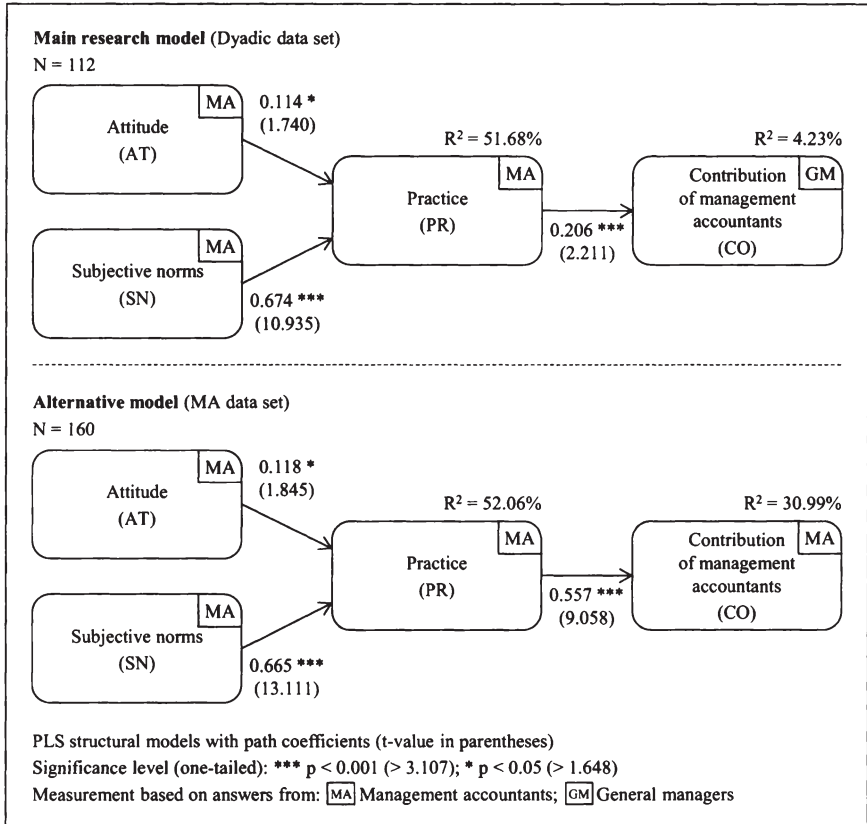 Main research model (Dyadic data set)
N = 112
MA
Attitude
(AT)
0.114 *
(1.740)
MA
Subjective norms
(SN)
0.674 ***
(10.935)
R² = 51.68%
MA
Practice
(PR)
0.206 ***
(2.211)
R² = 4.23%
GM
Contribution
of management
accountants
(CO)
Alternative model (MA data set)
N = 160
MA
Attitude
(AT)
0.118 *
(1.845)
MA
Subjective norms
(SN)
0.665 ***
(13.111)
R² = 52.06%
MA
Practice
(PR)
0.557 ***
(9.058)
R² = 30.99%
MA
Contribution
of management
accountants
(CO)
PLS structural models with path coefficients (t-value in parentheses)
Significance level (one-tailed): *** p < 0.001 (> 3.107); * p < 0.05 (> 1.648)
Measurement based on answers from: MA Management accountants; GM General managers